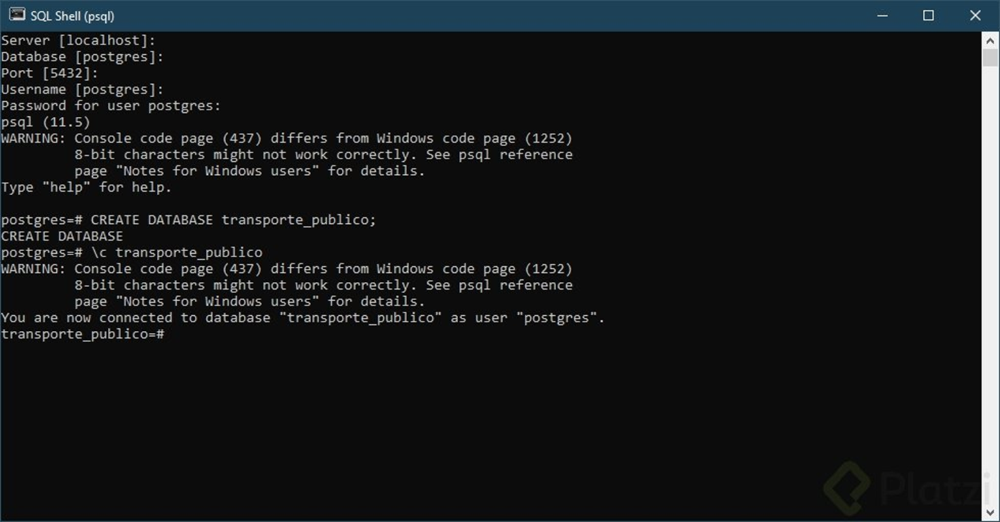 SQL Shell (psql)
Server [localhost]:
Database [postgres]:
Port [5432]:
Username [postgres]:
Password for user postgres:
psql (11.5)
WARNING: Console code page (437) differs from Windows code page (1252)
         8-bit characters might not work correctly. See psql reference
         page "Notes for Windows users" for details.
Type "help" for help.

postgres=# CREATE DATABASE transporte_publico;
CREATE DATABASE
postgres=# \c transporte_publico
WARNING: Console code page (437) differs from Windows code page (1252)
         8-bit characters might not work correctly. See psql reference
         page "Notes for Windows users" for details.
You are now connected to database "transporte_publico" as user "postgres".
transporte_publico=#
Platzi